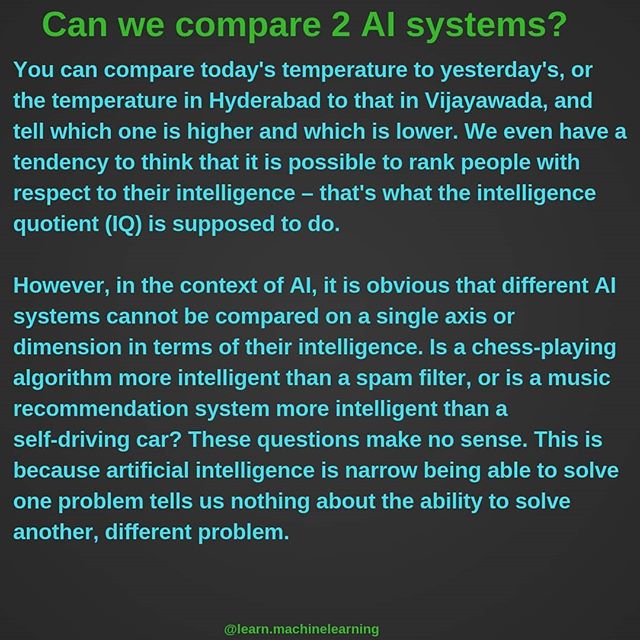 Can we compare 2 AI systems?
You can compare today's temperature to yesterday's, or
the temperature in Hyderabad to that in Vijayawada, and
tell which one is higher and which is lower. We even have a
tendency to think that it is possible to rank people with
respect to their intelligence – that's what the intelligence
quotient (IQ) is supposed to do.
However, in the context of AI, it is obvious that different AI
systems cannot be compared on a single axis or
dimension in terms of their intelligence. Is a chess-playing
algorithm more intelligent than a spam filter, or is a music
recommendation system more intelligent than a
self-driving car? These questions make no sense. This is
because artificial intelligence is narrow being able to solve
one problem tells us nothing about the ability to solve
another, different problem.
@learn.machinelearning